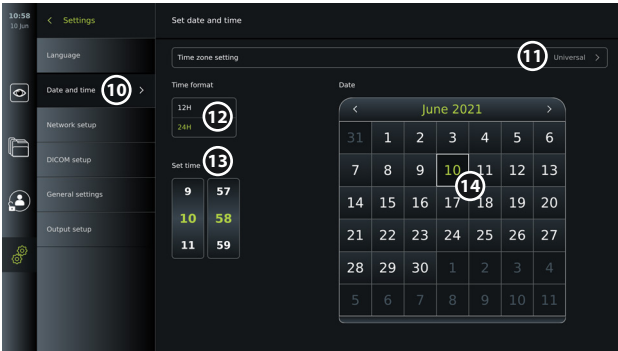 10:58
10 Jun
Settings
Language
Date and time 10
Network setup
DICOM setup
General settings
Output setup
Set date and time
Time zone setting 11 Universal
Time format
12H
24H
12
Set time 13
9 57
10 58
11 59
Date
June 2021
31 1 2 3 4 5 6
7 8 9 10 11 12 13
14
14 15 16 17 18 19 20
21 22 23 24 25 26 27
28 29 30 1 2 3 4
5 6 7 8 9 10 11